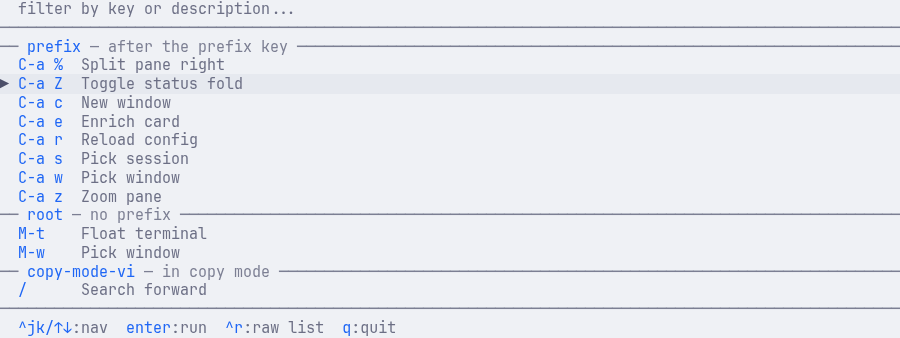 filter by key or description...
prefix — after the prefix key
C-a % Split pane right
▶ C-a Z Toggle status fold
C-a c New window
C-a e Enrich card
C-a r Reload config
C-a s Pick session
C-a w Pick window
C-a z Zoom pane
root — no prefix
M-t Float terminal
M-w Pick window
copy-mode-vi — in copy mode
/ Search forward
^jk/↑↓:nav enter:run ^r:raw list q:quit